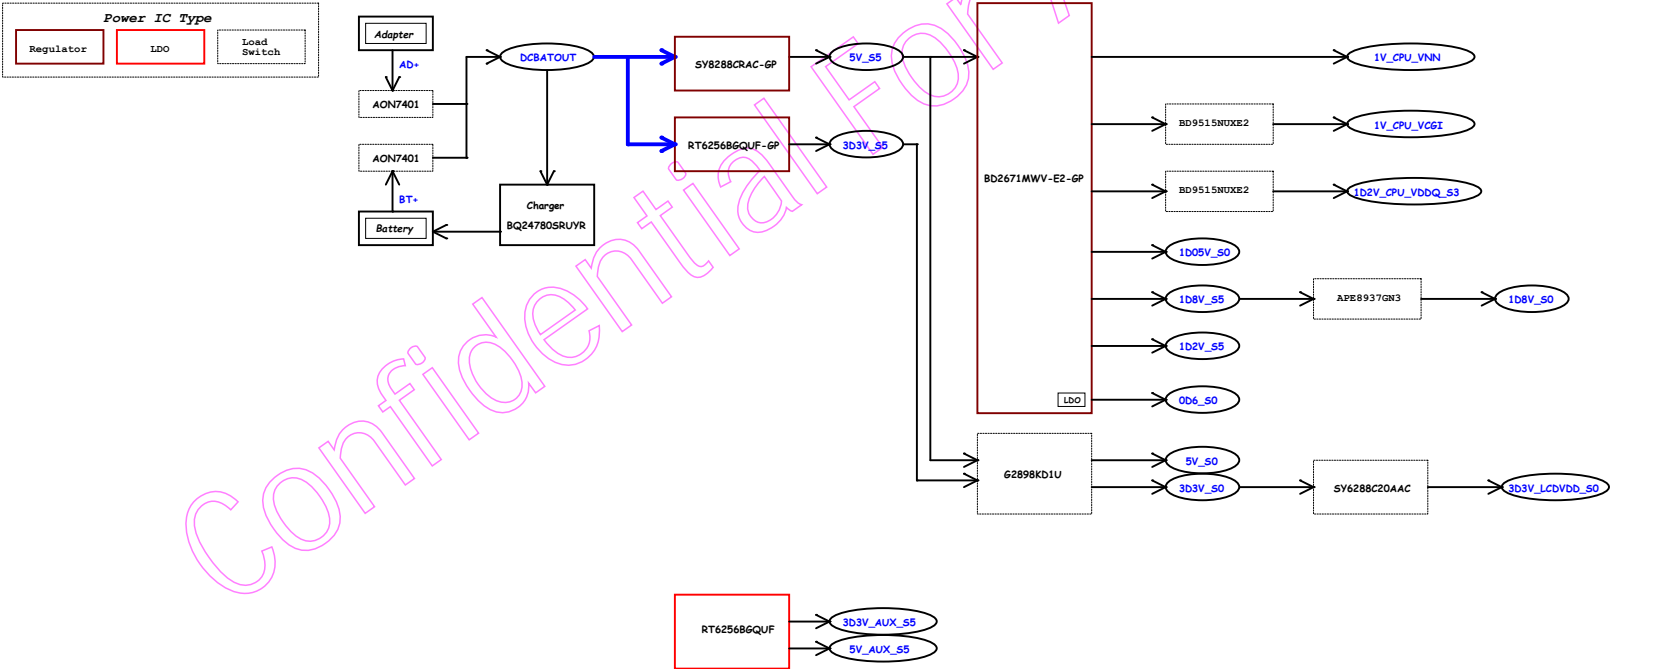 Power IC Type
Regulator
LDO
Load
Switch
Adapter
AD+
AON7401
AON7401
BT+
Battery
DCBATOUT
Charger
BQ24780SRUYR
SY8288CRAC-GP
5V_S5
RT6256BGQUF-GP
3D3V_S5
BD2671MWV-E2-GP
LDO
1V_CPU_VNN
BD9515NUXE2
1V_CPU_VCGI
BD9515NUXE2
1D2V_CPU_VDDQ_S3
1D05V_S0
1D8V_S5
APE8937GN3
1D8V_S0
1D2V_S5
0D6_S0
G2898KD1U
5V_S0
3D3V_S0
SY6288C20AAC
3D3V_LCDVDD_S0
RT6256BGQUF
3D3V_AUX_S5
5V_AUX_S5
Confidential For